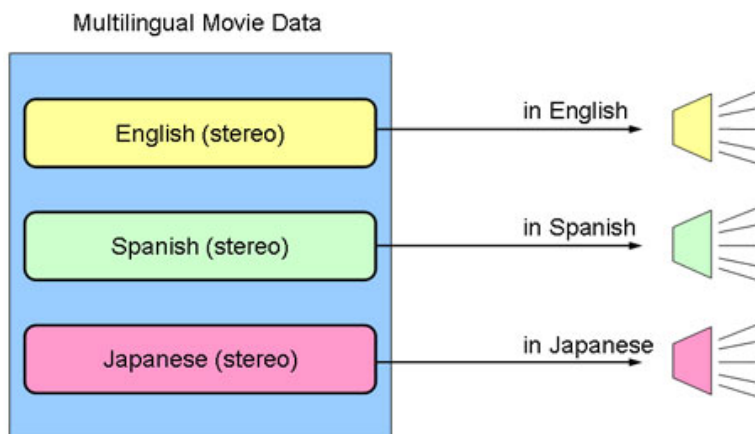 Multilingual Movie Data
English (stereo)
in English
Spanish (stereo)
in Spanish
Japanese (stereo)
in Japanese